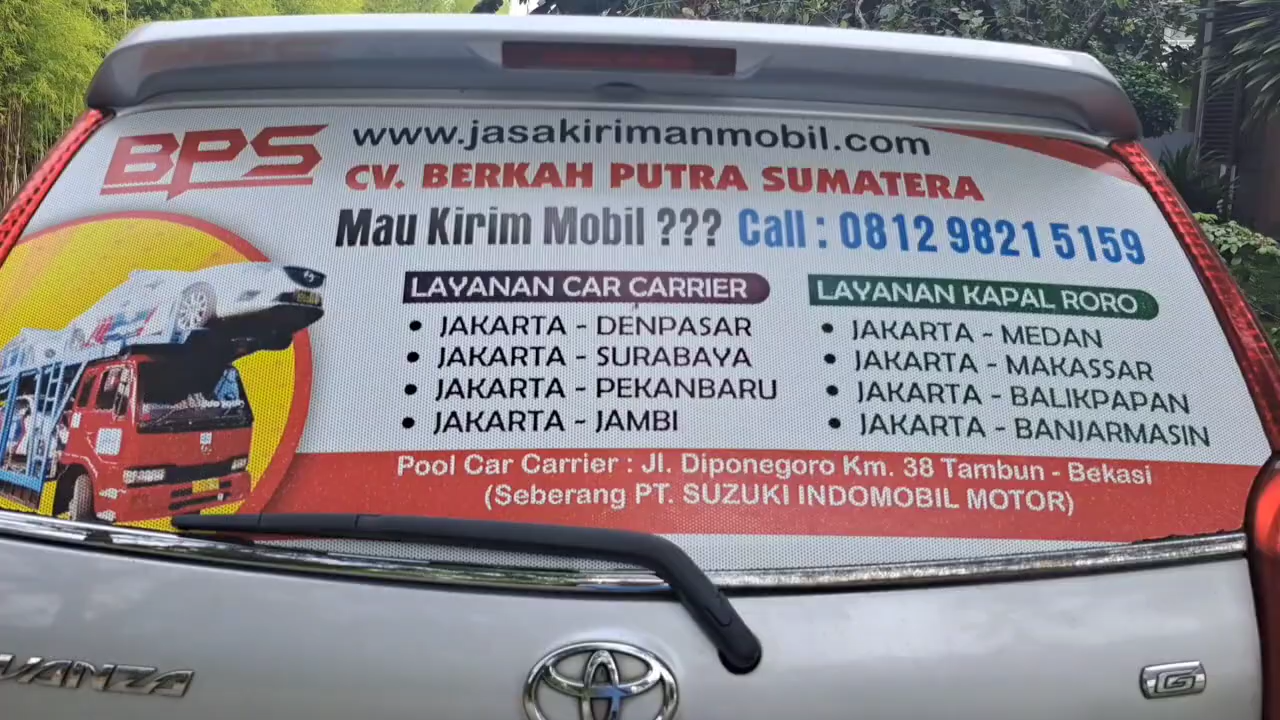 BPS
www.jasakirimanmobil.com
CV. BERKAH PUTRA SUMATERA
Mau Kirim Mobil ??? Call : 0812 9821 5159
LAYANAN CAR CARRIER
• JAKARTA - DENPASAR
• JAKARTA - SURABAYA
• JAKARTA - PEKANBARU
• JAKARTA - JAMBI
LAYANAN KAPAL RORO
• JAKARTA - MEDAN
• JAKARTA - MAKASSAR
• JAKARTA - BALIKPAPAN
• JAKARTA - BANJARMASIN
Pool Car Carrier : Jl. Diponegoro Km. 38 Tambun - Bekasi
(Seberang PT. SUZUKI INDOMOBIL MOTOR)
VANZA
G